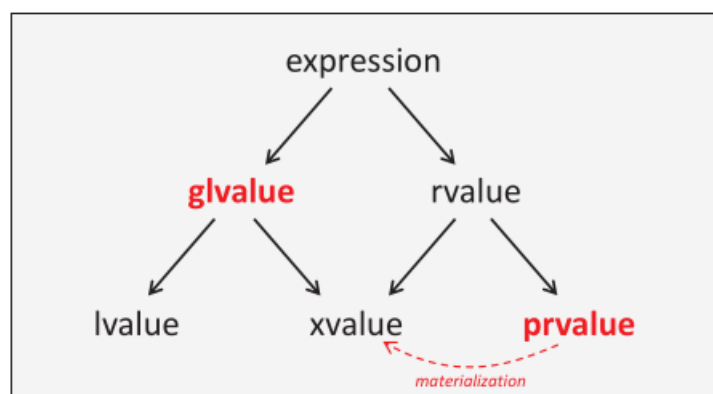 expression
glvalue rvalue
lvalue xvalue prvalue
materialization